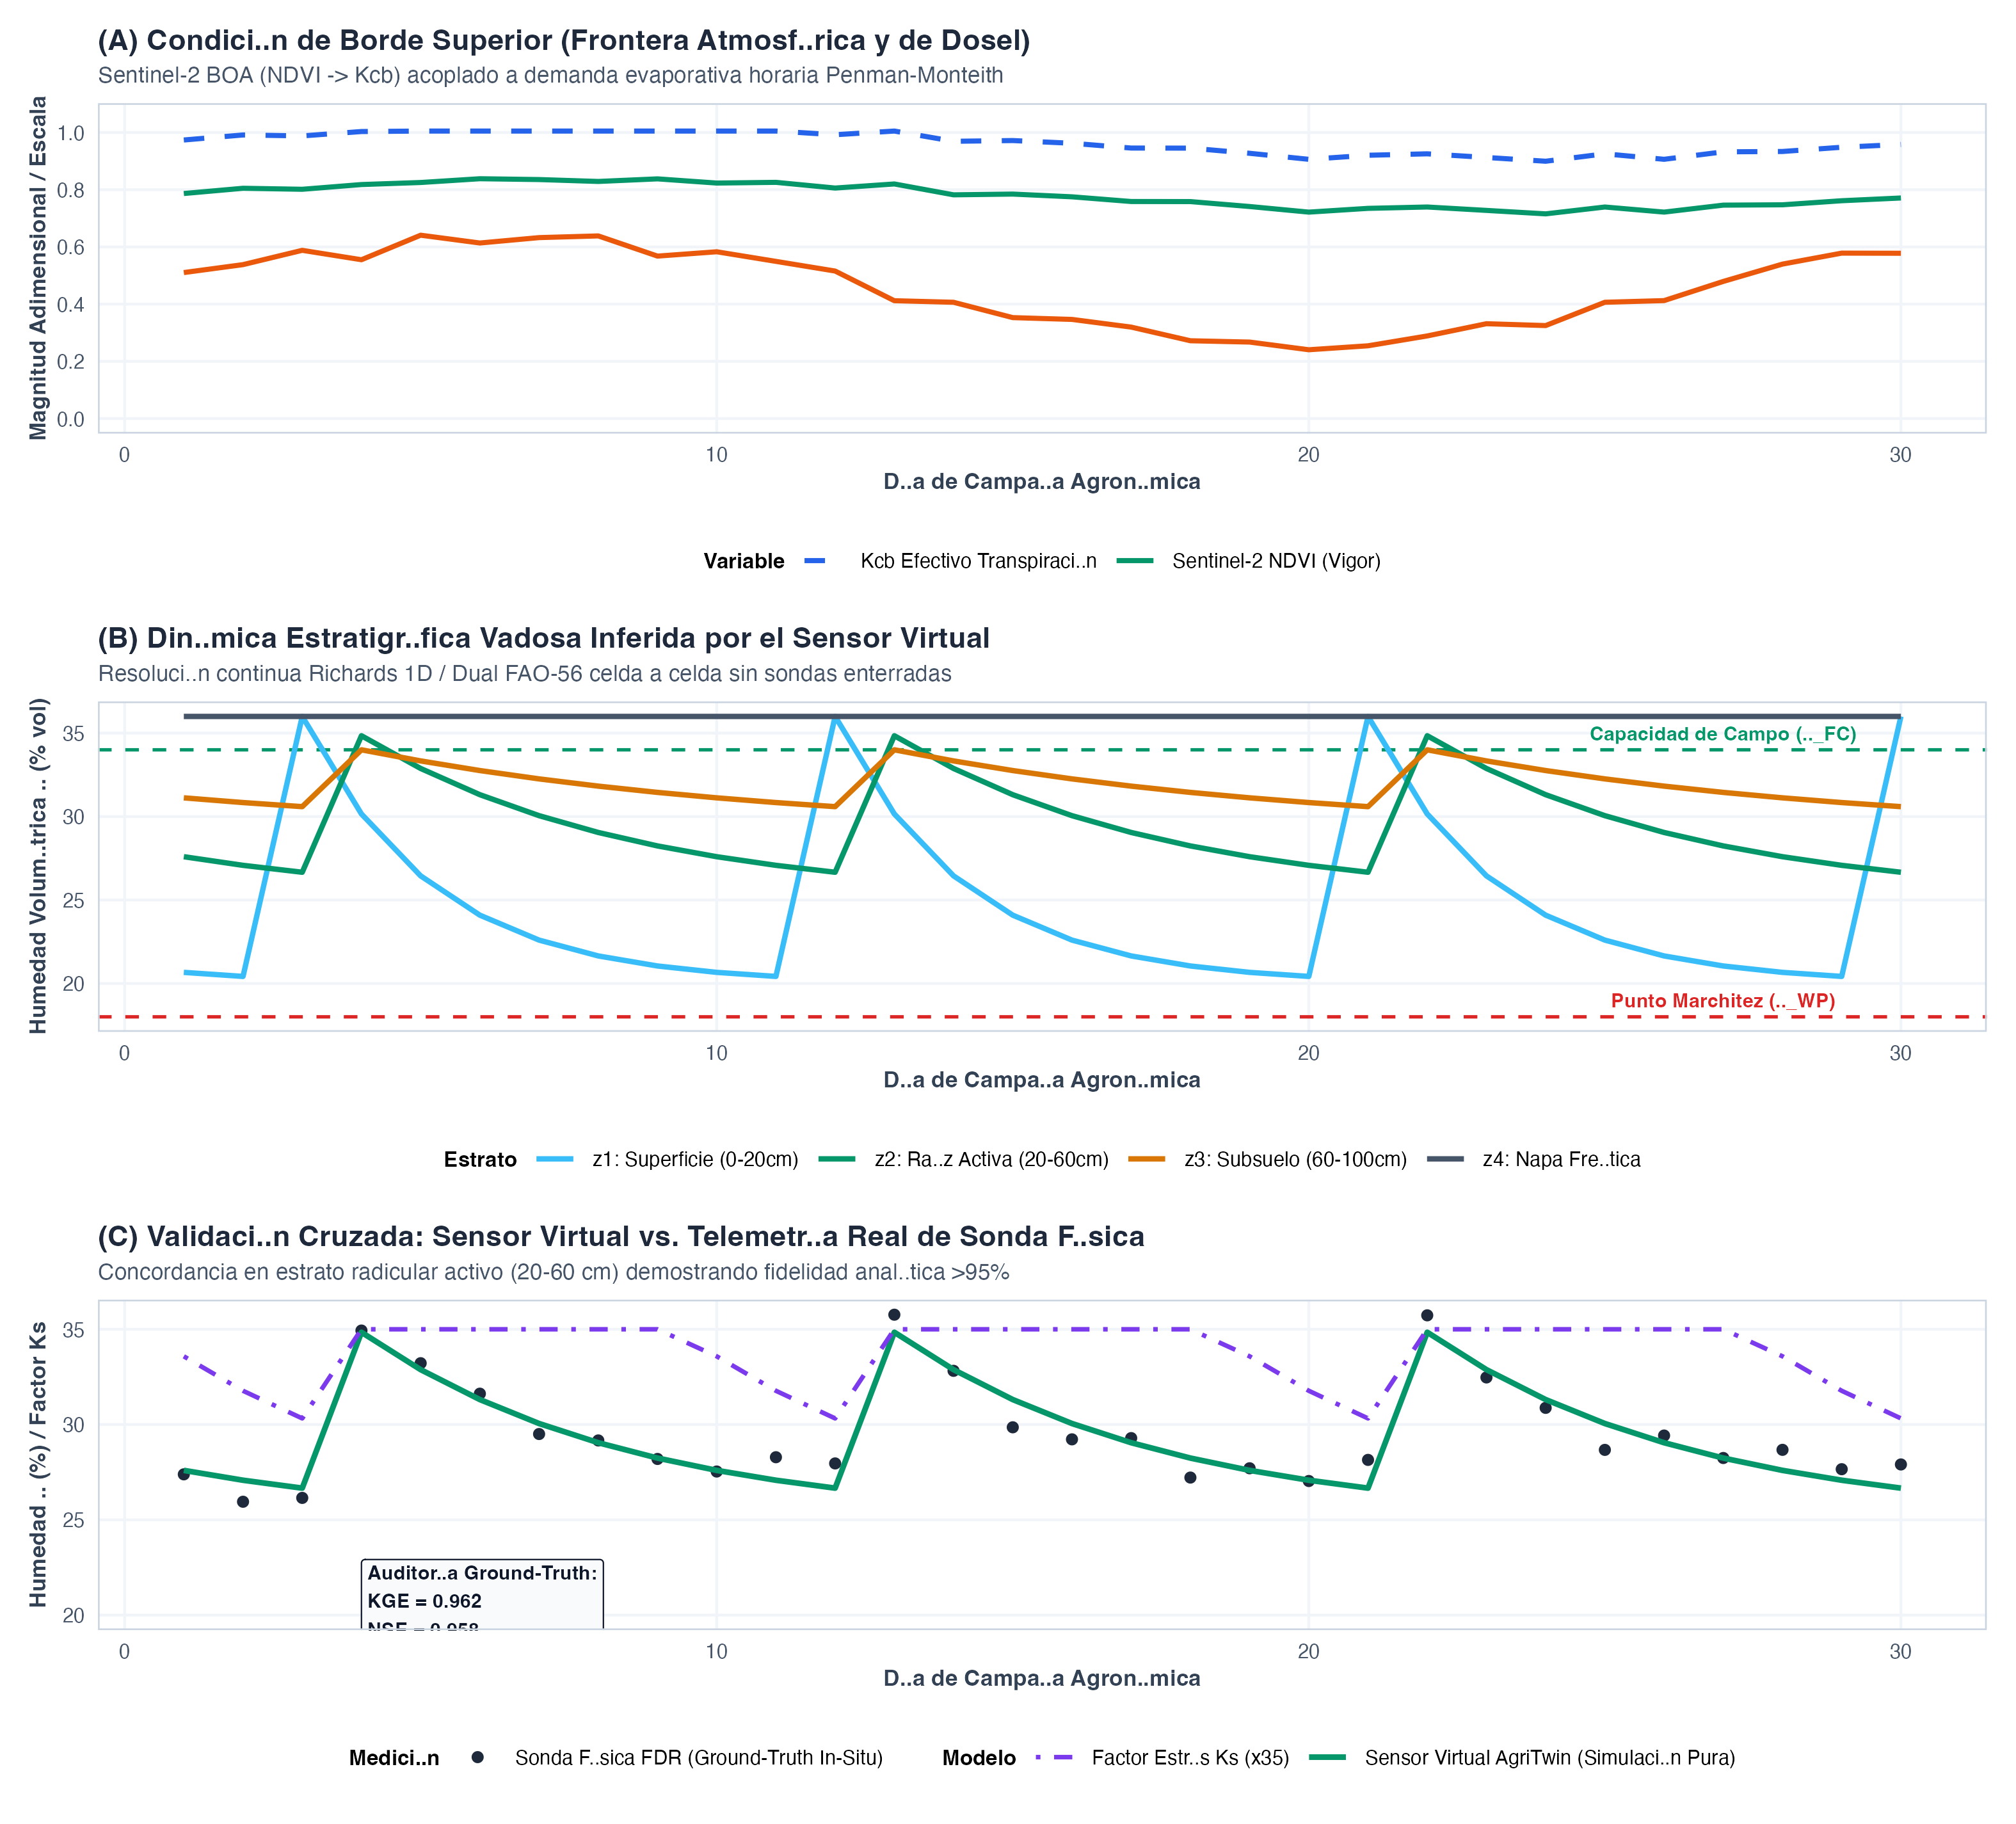 (A) Condici..n de Borde Superior (Frontera Atmosf..rica y de Dosel)
Sentinel-2 BOA (NDVI -> Kcb) acoplado a demanda evaporativa horaria Penman-Monteith
Magnitud Adimensional / Escala
1.0
0.8
0.6
0.4
0.2
0.0
0 10 20 30
D..a de Campa..a Agron..mica
Variable Kcb Efectivo Transpiraci..n Sentinel-2 NDVI (Vigor)
(B) Din..mica Estratigr..fica Vadosa Inferida por el Sensor Virtual
Resoluci..n continua Richards 1D / Dual FAO-56 celda a celda sin sondas enterradas
Humedad Volum..trica .. (% vol)
35
30
25
20
Capacidad de Campo (.._FC)
Punto Marchitez (.._WP)
0 10 20 30
D..a de Campa..a Agron..mica
Estrato z1: Superficie (0-20cm) z2: Ra..z Activa (20-60cm) z3: Subsuelo (60-100cm) z4: Napa Fre..tica
(C) Validaci..n Cruzada: Sensor Virtual vs. Telemetr..a Real de Sonda F..sica
Concordancia en estrato radicular activo (20-60 cm) demostrando fidelidad anal..tica >95%
Humedad .. (%) / Factor Ks
35
30
25
20
Auditor..a Ground-Truth:
KGE = 0.962
NSE = 0.958
0 10 20 30
D..a de Campa..a Agron..mica
Medici..n Sonda F..sica FDR (Ground-Truth In-Situ) Modelo Factor Estr..s Ks (x35) Sensor Virtual AgriTwin (Simulaci..n Pura)